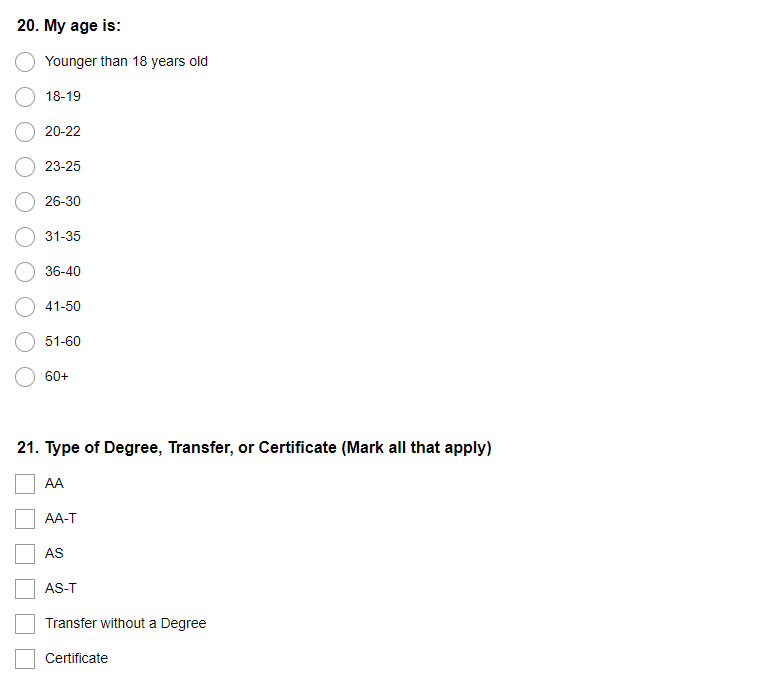 20. My age is:
Younger than 18 years old
18-19
20-22
23-25
26-30
31-35
36-40
41-50
51-60
60+
21. Type of Degree, Transfer, or Certificate (Mark all that apply)
AA
AA-T
AS
AS-T
Transfer without a Degree
Certificate